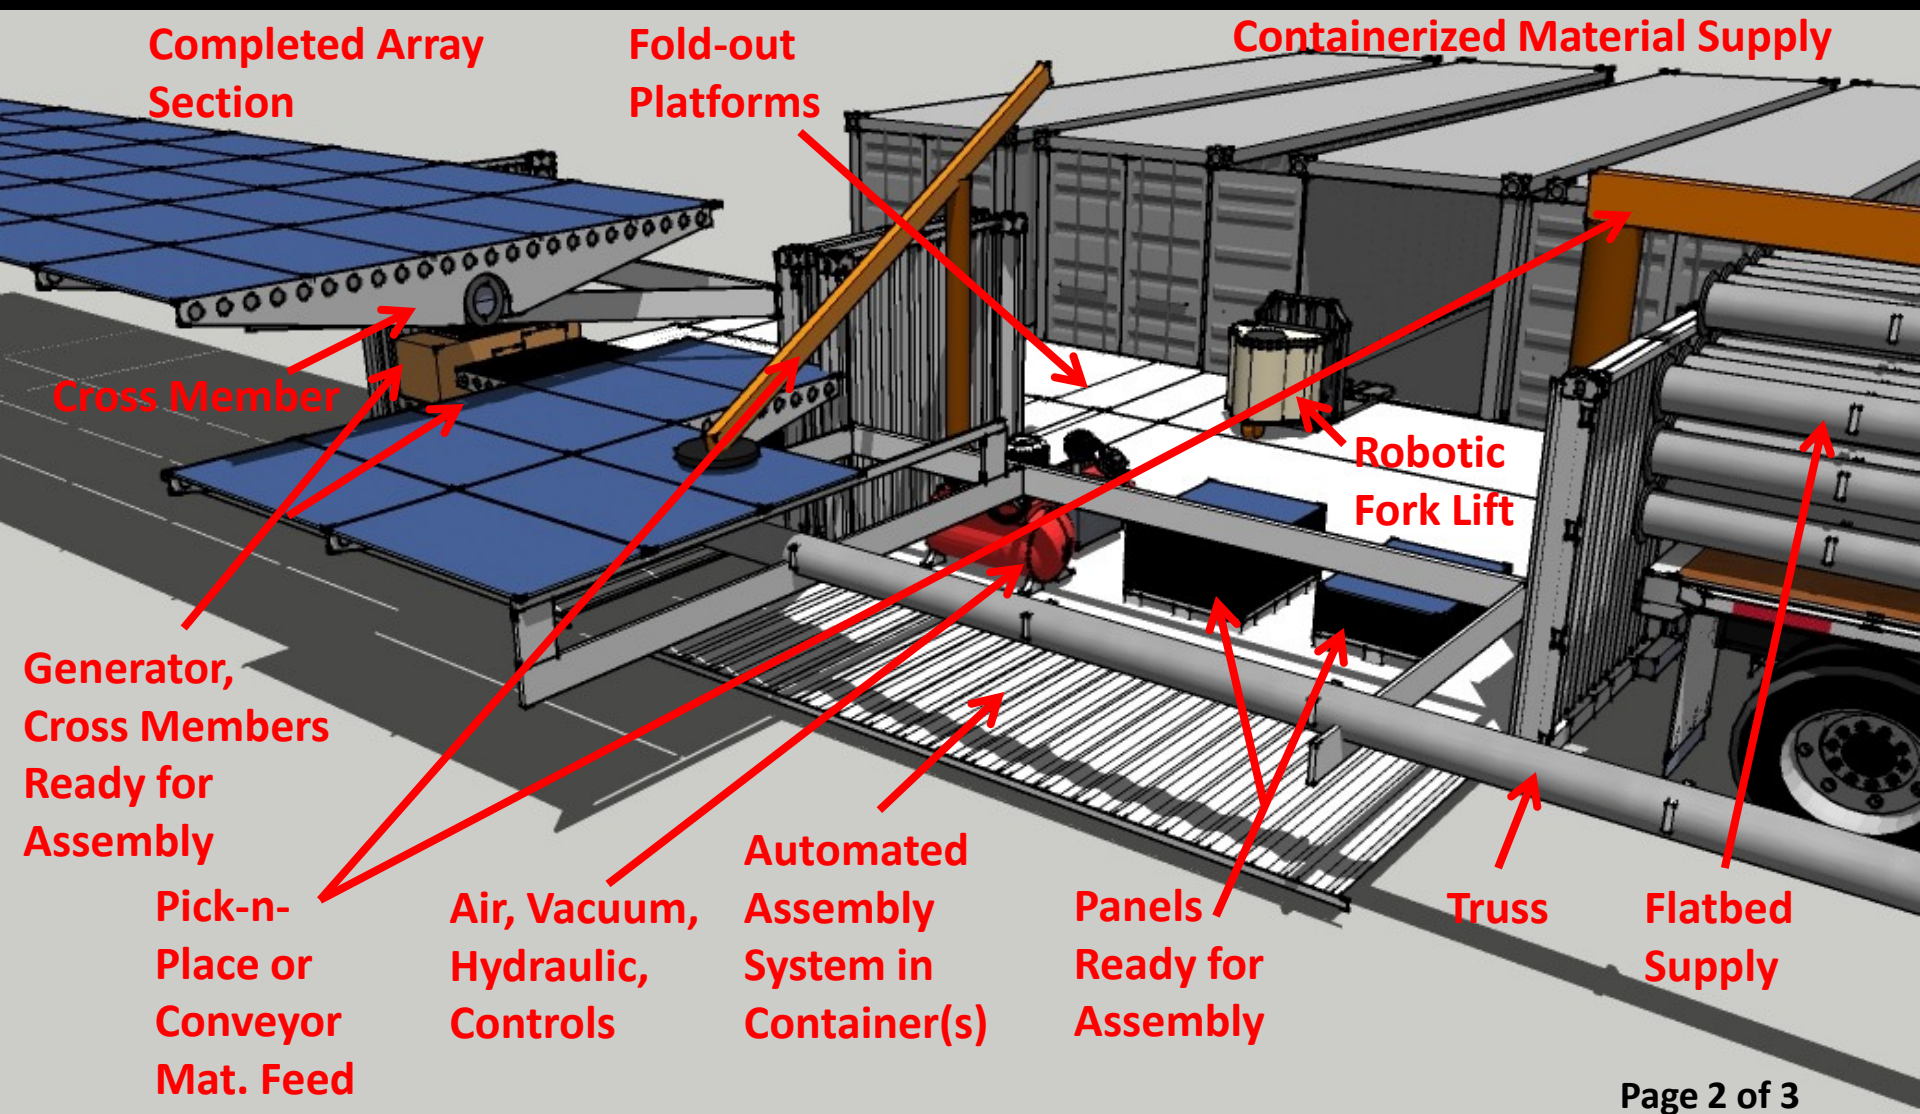 Completed Array
Section
Fold-out
Platforms
Containerized Material Supply
Cross Member
Robotic
Fork Lift
Generator,
Cross Members
Ready for
Assembly
Pick-n-
Place or
Conveyor
Mat. Feed
Air, Vacuum,
Hydraulic,
Controls
Automated
Assembly
System in
Container(s)
Panels
Ready for
Assembly
Truss
Flatbed
Supply
Page 2 of 3